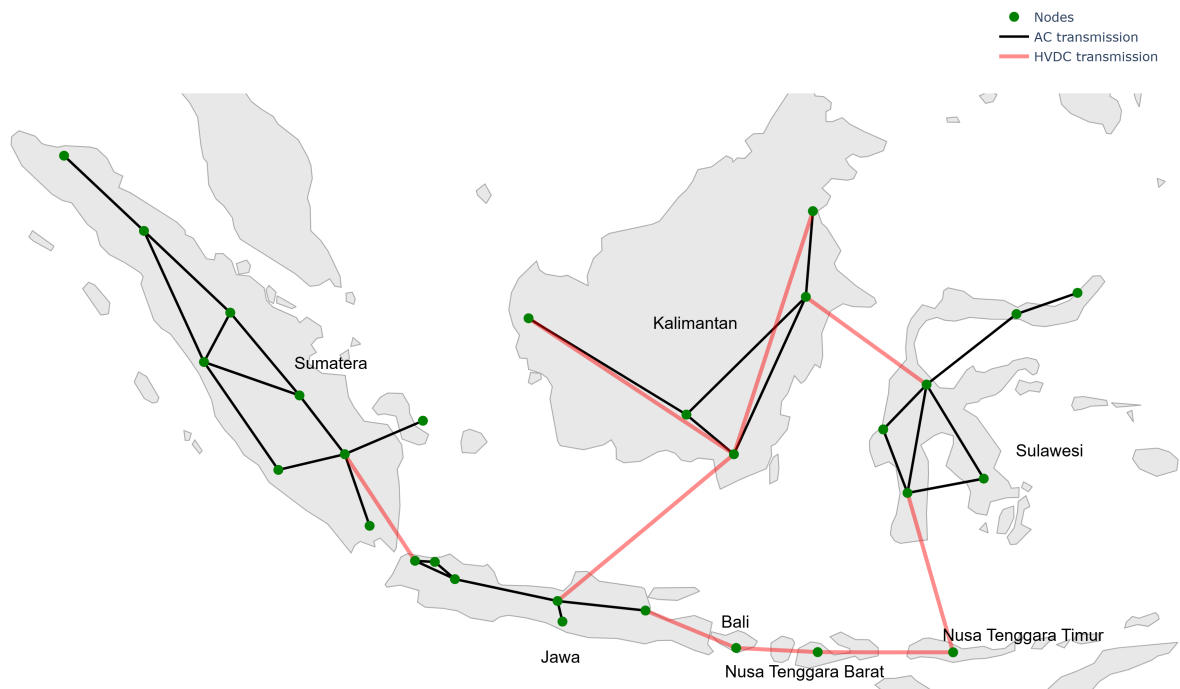 Nodes
AC transmission
HVDC transmission
Kalimantan
Sumatera
Sulawesi
Bali
Nusa Tenggara Timur
Jawa
Nusa Tenggara Barat